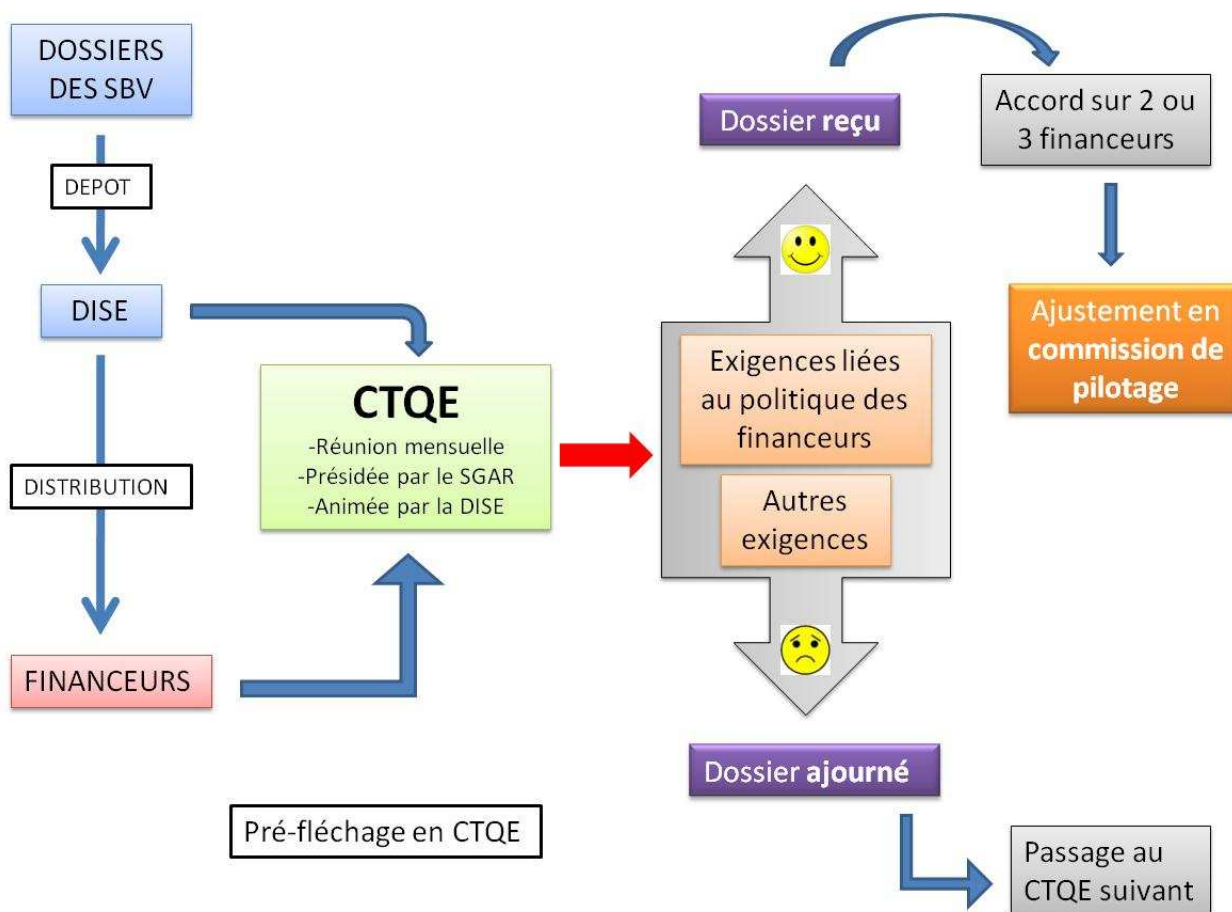 DOSSIERS
DES SBV
DEPOT
DISE
DISTRIBUTION
FINANCEURS
CTQE
-Réunion mensuelle
-Présidée par le SGAR
-Animée par la DISE
Pré-fléchage en CTQE
Dossier reçu
Accord sur 2 ou
3 financeurs
Ajustement en
commission de
pilotage
Exigences liées
au politique des
financeurs
Autres
exigences
Dossier ajourné
Passage au
CTQE suivant